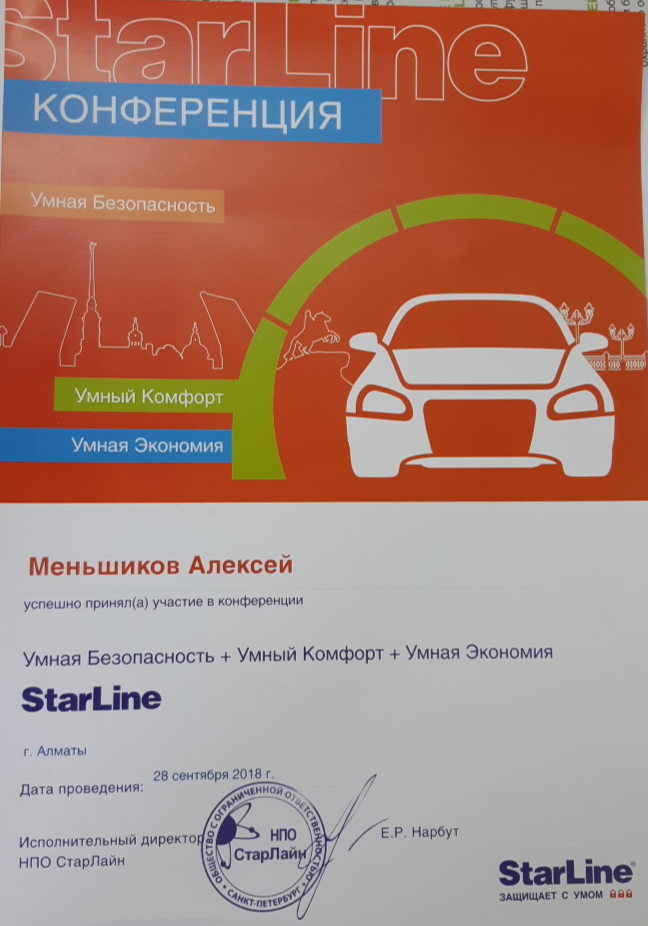 StarLine
КОНФЕРЕНЦИЯ
Умная Безопасность
Умный Комфорт
Умная Экономия
Меньшиков Алексей
успешно принял(а) участие в конференции
Умная Безопасность + Умный Комфорт + Умная Экономия
StarLine
г. Алматы
Дата проведения: 28 сентября 2018 г.
Исполнительный директор
НПО СтарЛайн
Е.Р. Нарбут
ОБЩЕСТВО С ОГРАНИЧЕННОЙ ОТВЕТСТВЕННОСТЬЮ
НПО
СтарЛайн
• САНКТ-ПЕТЕРБУРГ •
StarLine®
ЗАЩИЩАЕТ С УМОМ